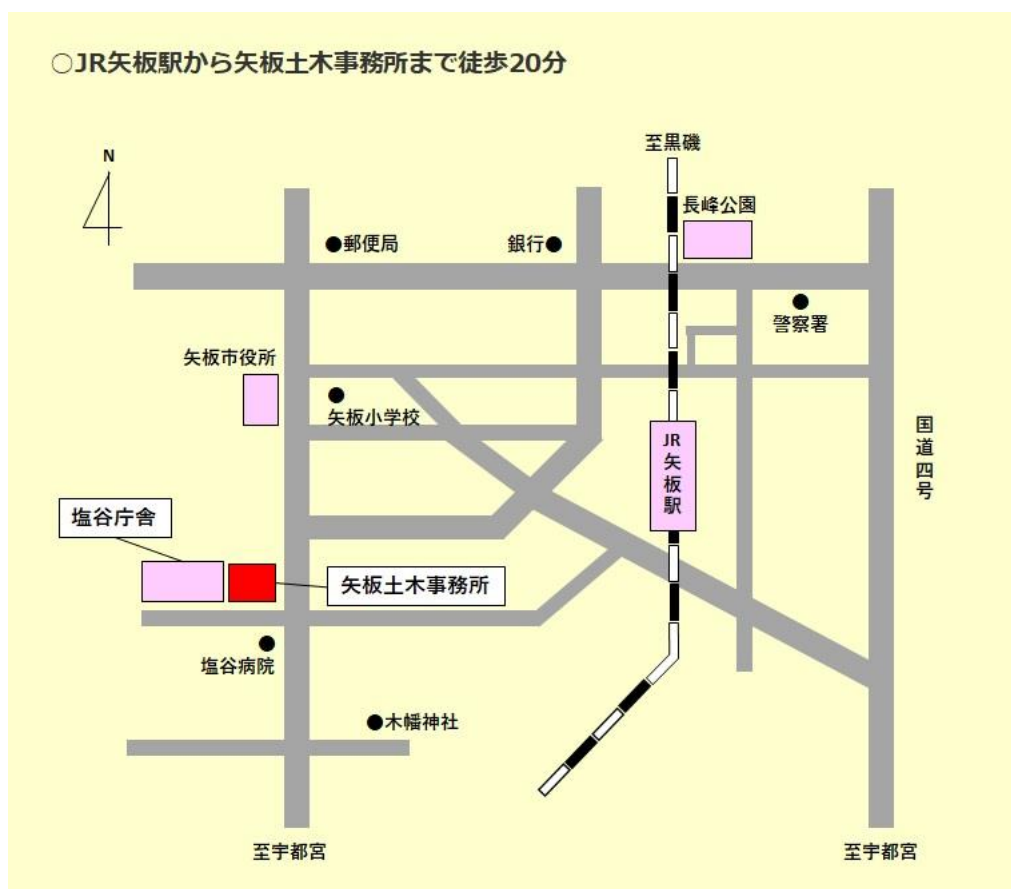 ○JR矢板駅から矢板土木事務所まで徒歩20分
至黒磯
N
長峰公園
●郵便局
銀行●
警察署
矢板市役所
矢板小学校
国道四号
JR矢板駅
塩谷庁舎
矢板土木事務所
塩谷病院
●木幡神社
至宇都宮
至宇都宮